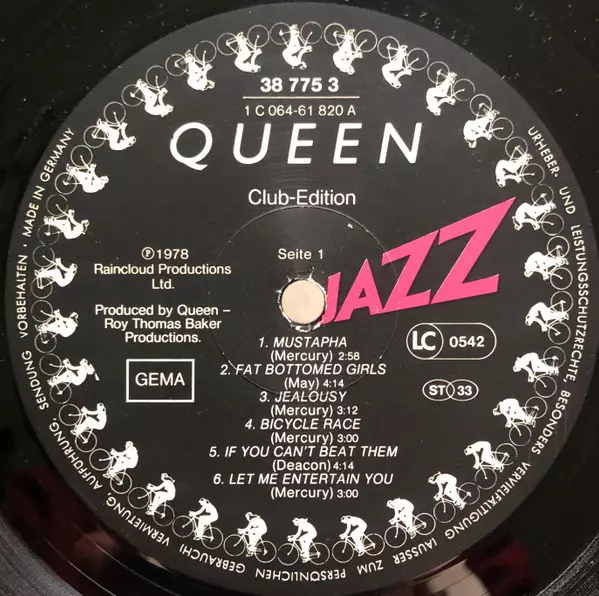 38 775 3
1 C 064-61 820 A
QUEEN
Club-Edition
JAZZ
℗1978
Raincloud Productions
Ltd.
Produced by Queen –
Roy Thomas Baker
Productions.
GEMA
Seite 1
1. MUSTAPHA
(Mercury) 2:58
2. FAT BOTTOMED GIRLS
(May) 4:14
3. JEALOUSY
(Mercury) 3:12
4. BICYCLE RACE
(Mercury) 3:00
5. IF YOU CAN'T BEAT THEM
(Deacon) 4:14
6. LET ME ENTERTAIN YOU
(Mercury) 3:00
LC 0542
ST 33
URHEBER- UND LEISTUNGSSCHUTZRECHTE, BESONDERS VERVIELFÄLTIGUNG (AUSSER ZUM PERSÖNLICHEN GEBRAUCH) VERMIETUNG, AUFFÜHRUNG, SENDUNG VORBEHALTEN · MADE IN GERMANY